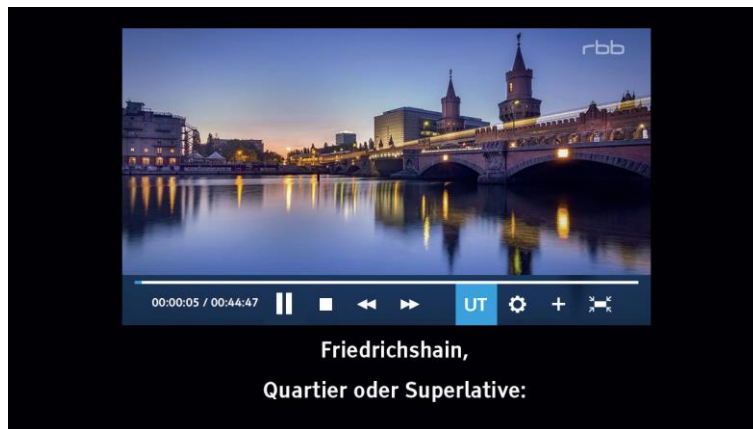 rbb
00:00:05 / 00:44:47
UT
Friedrichshain,
Quartier oder Superlative: